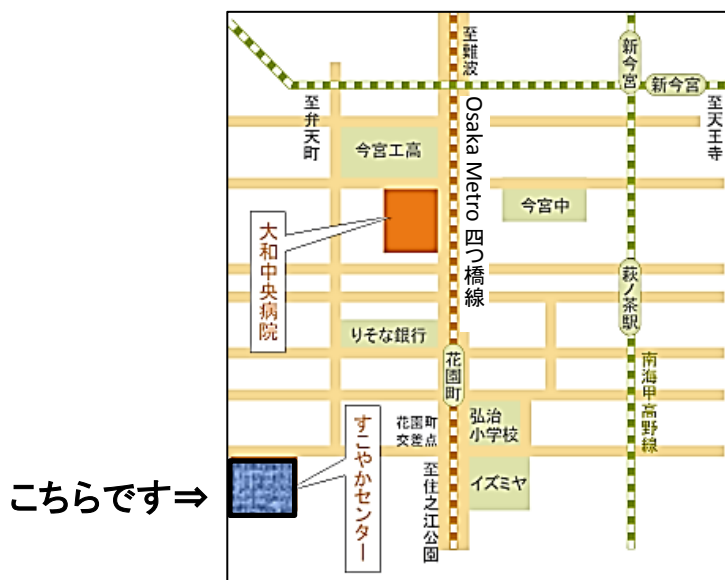 至難波
新今宮
新今宮
至弁天町
Osaka Metro 四つ橋線
至天王寺
今宮工高
今宮中
大和中央病院
萩ノ茶駅
りそな銀行
花園町
南海甲高野線
すこやかセンター
花園町
交差点
弘治
小学校
至住之江公園
イズミヤ
こちらです⇒